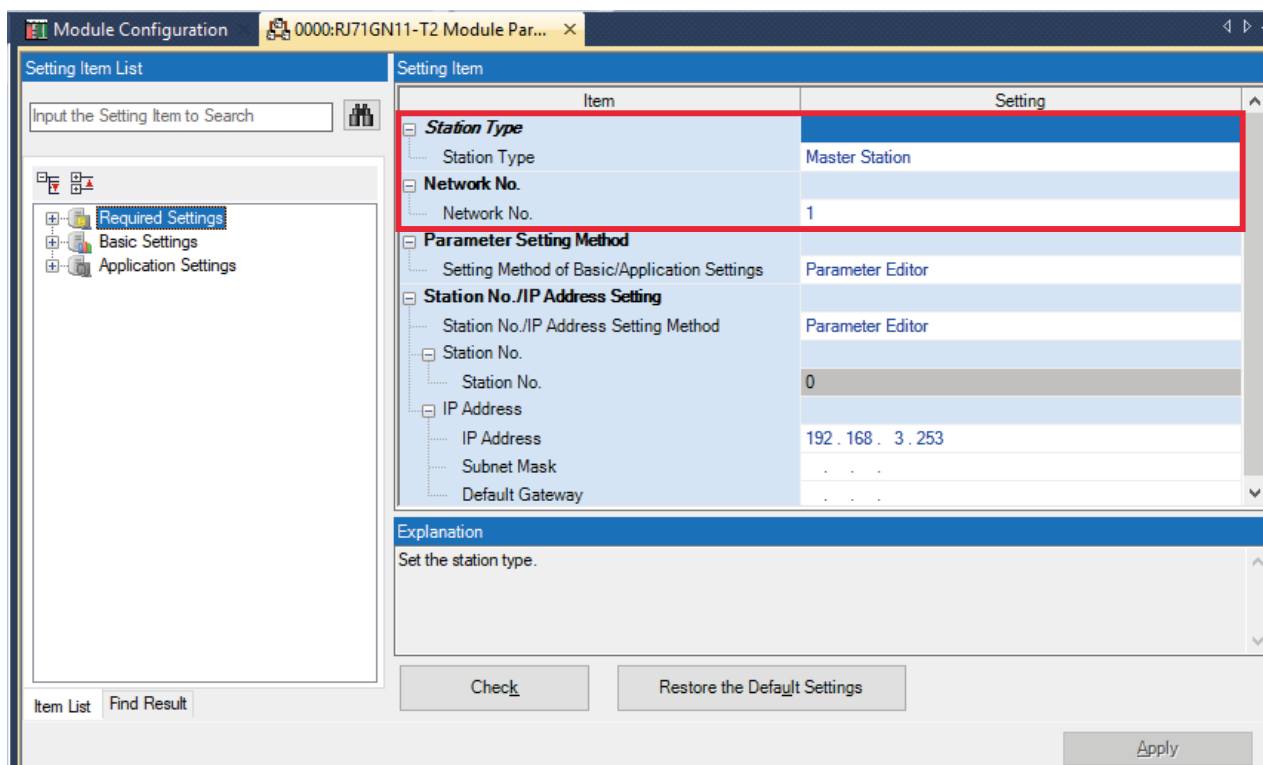 Module Configuration
0000:RJ71GN11-T2 Module Par...
Setting Item List
Input the Setting Item to Search
Required Settings
Basic Settings
Application Settings
Item List
Find Result
Setting Item
Item Setting
Station Type
Station Type Master Station
Network No.
Network No. 1
Parameter Setting Method
Setting Method of Basic/Application Settings Parameter Editor
Station No./IP Address Setting
Station No./IP Address Setting Method Parameter Editor
Station No.
Station No. 0
IP Address
IP Address 192 . 168 . 3 . 253
Subnet Mask . . .
Default Gateway . . .
Explanation
Set the station type.
Check
Restore the Default Settings
Apply